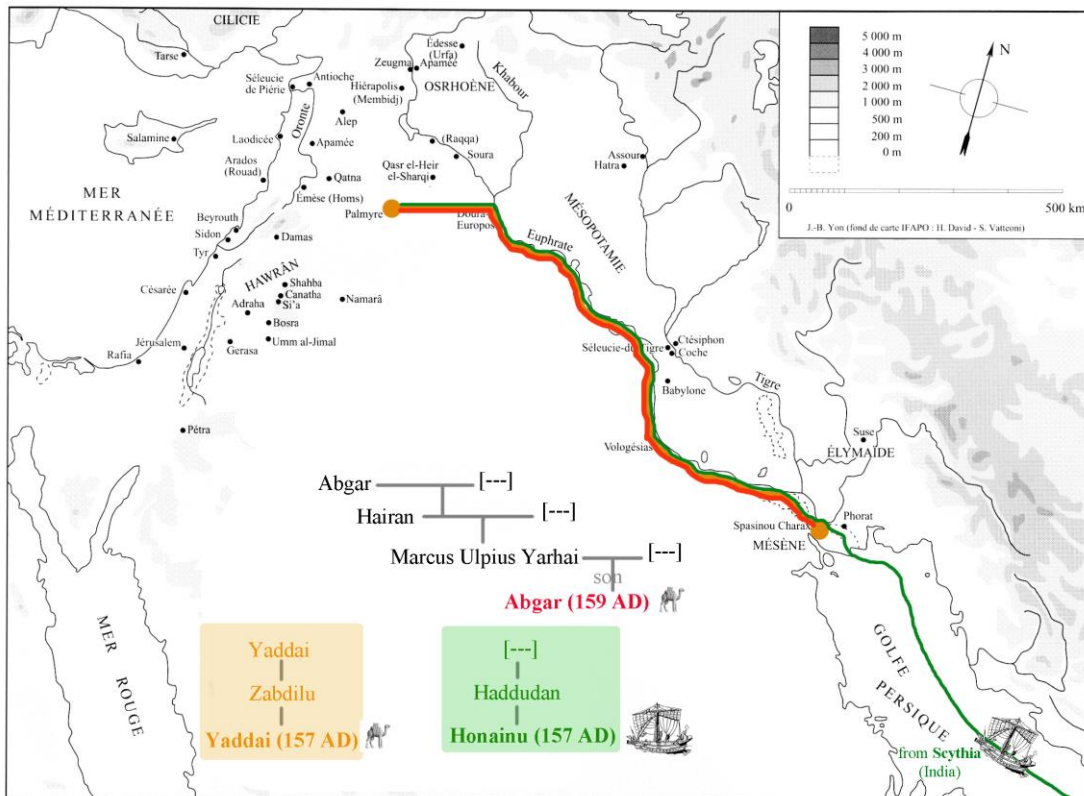 CILICIE
Tarse
Édesse
(Urfa)
Zeugma
Apamée
Khabour
Séleucie
de Piérie
Antioche
Hiérapolis
(Membidj)
OSRHOÈNE
Alep
Oronte
Salamine
Laodicée
Apamée
(Raqqa)
Soura
Assour
Hatra
Arados
(Rouad)
Qatna
Qasr el-Heir
el-Sharqi
MER
MÉDITERRANÉE
Émèse (Homs)
Palmyre
Doura-
Europos
MÉSOPOTAMIE
Beyrouth
Sidon
Damas
Euphrate
Tyr
HAWRÂN
Shahba
Canatha
Si'a
Césarée
Adraha
Namarâ
Bosra
Jérusalem
Gerasa
Umm al-Jimal
Rafia
Séleucie-du-Tigre
Ctésiphon
Coche
Babylone
Tigre
Pétra
Vologésias
Suse
ÉLYMAÏDE
Spasinou Charax
Phorat
MÉSÈNE
MER
ROUGE
GOLFE
PERSIQUE
5 000 m
4 000 m
3 000 m
2 000 m
1 000 m
500 m
200 m
0 m
N
0
500 km
J.-B. Yon (fond de carte IFAPO : H. David - S. Vatteoni)
Abgar [---]
Hairan [---]
Marcus Ulpius Yarhai [---]
son
Abgar (159 AD)
Yaddai
Zabdilu
Yaddai (157 AD)
[---]
Haddudan
Honainu (157 AD)
from Scythia
(India)